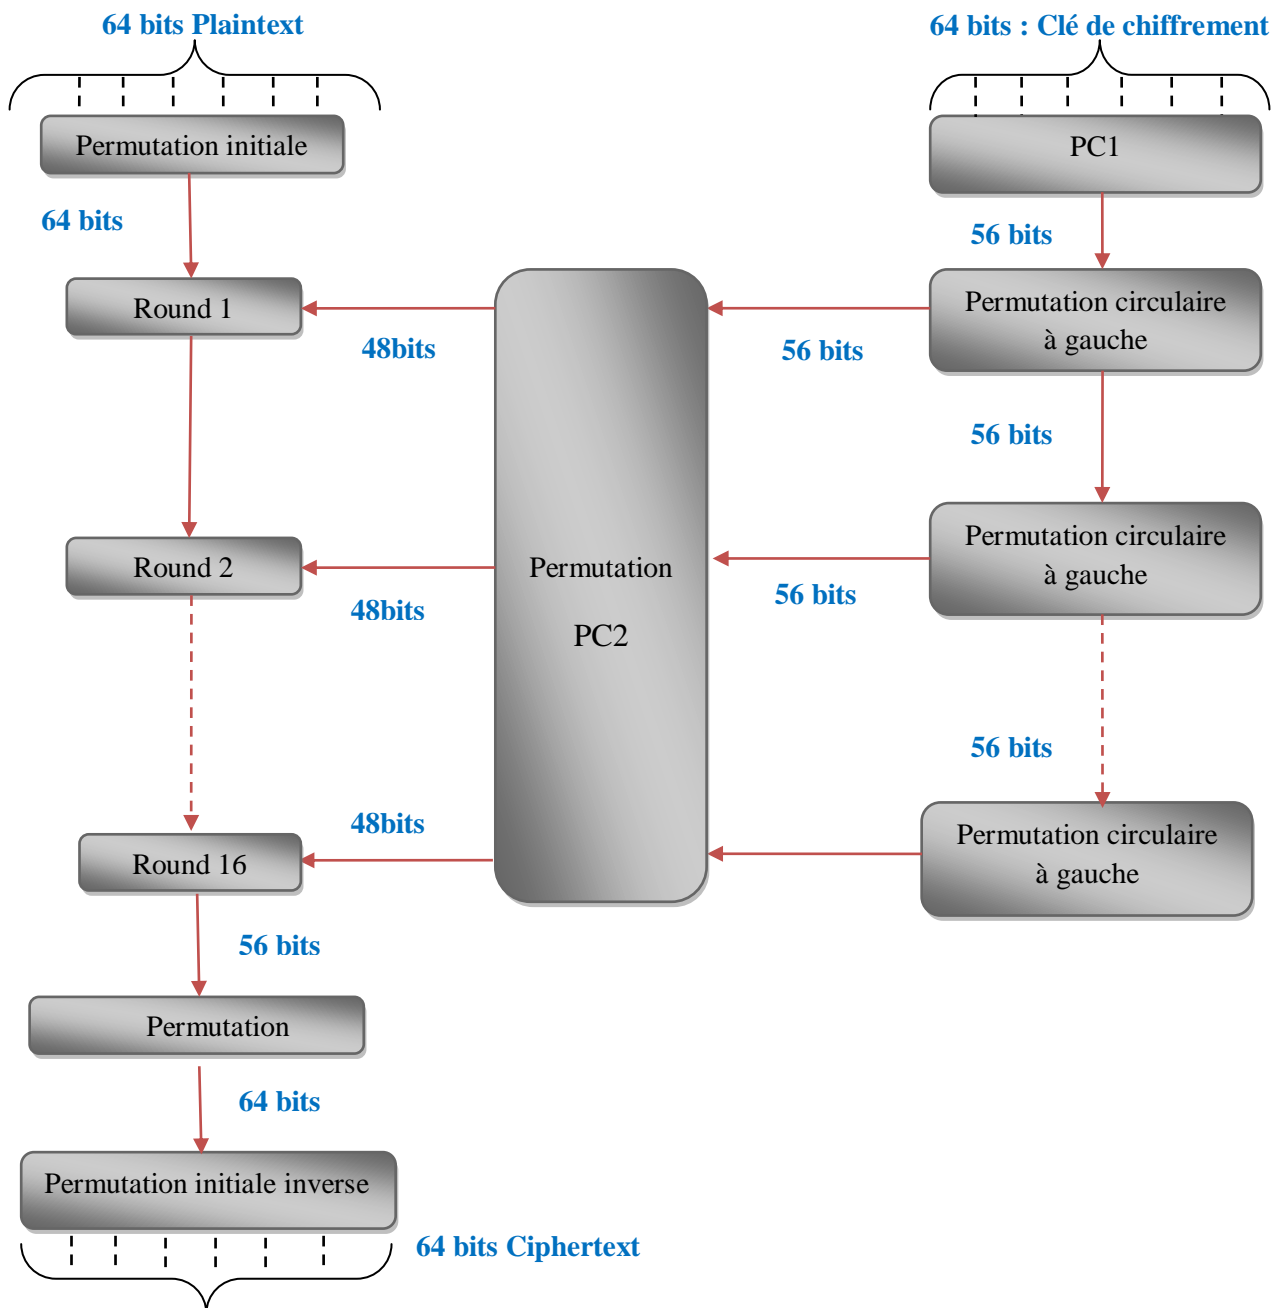 64 bits Plaintext
64 bits : Clé de chiffrement
Permutation initiale
PC1
64 bits
56 bits
Round 1
Permutation circulaire
à gauche
48bits
56 bits
56 bits
Permutation circulaire
à gauche
Round 2
Permutation
PC2
48bits
56 bits
56 bits
48bits
Permutation circulaire
à gauche
Round 16
56 bits
Permutation
64 bits
Permutation initiale inverse
64 bits Ciphertext